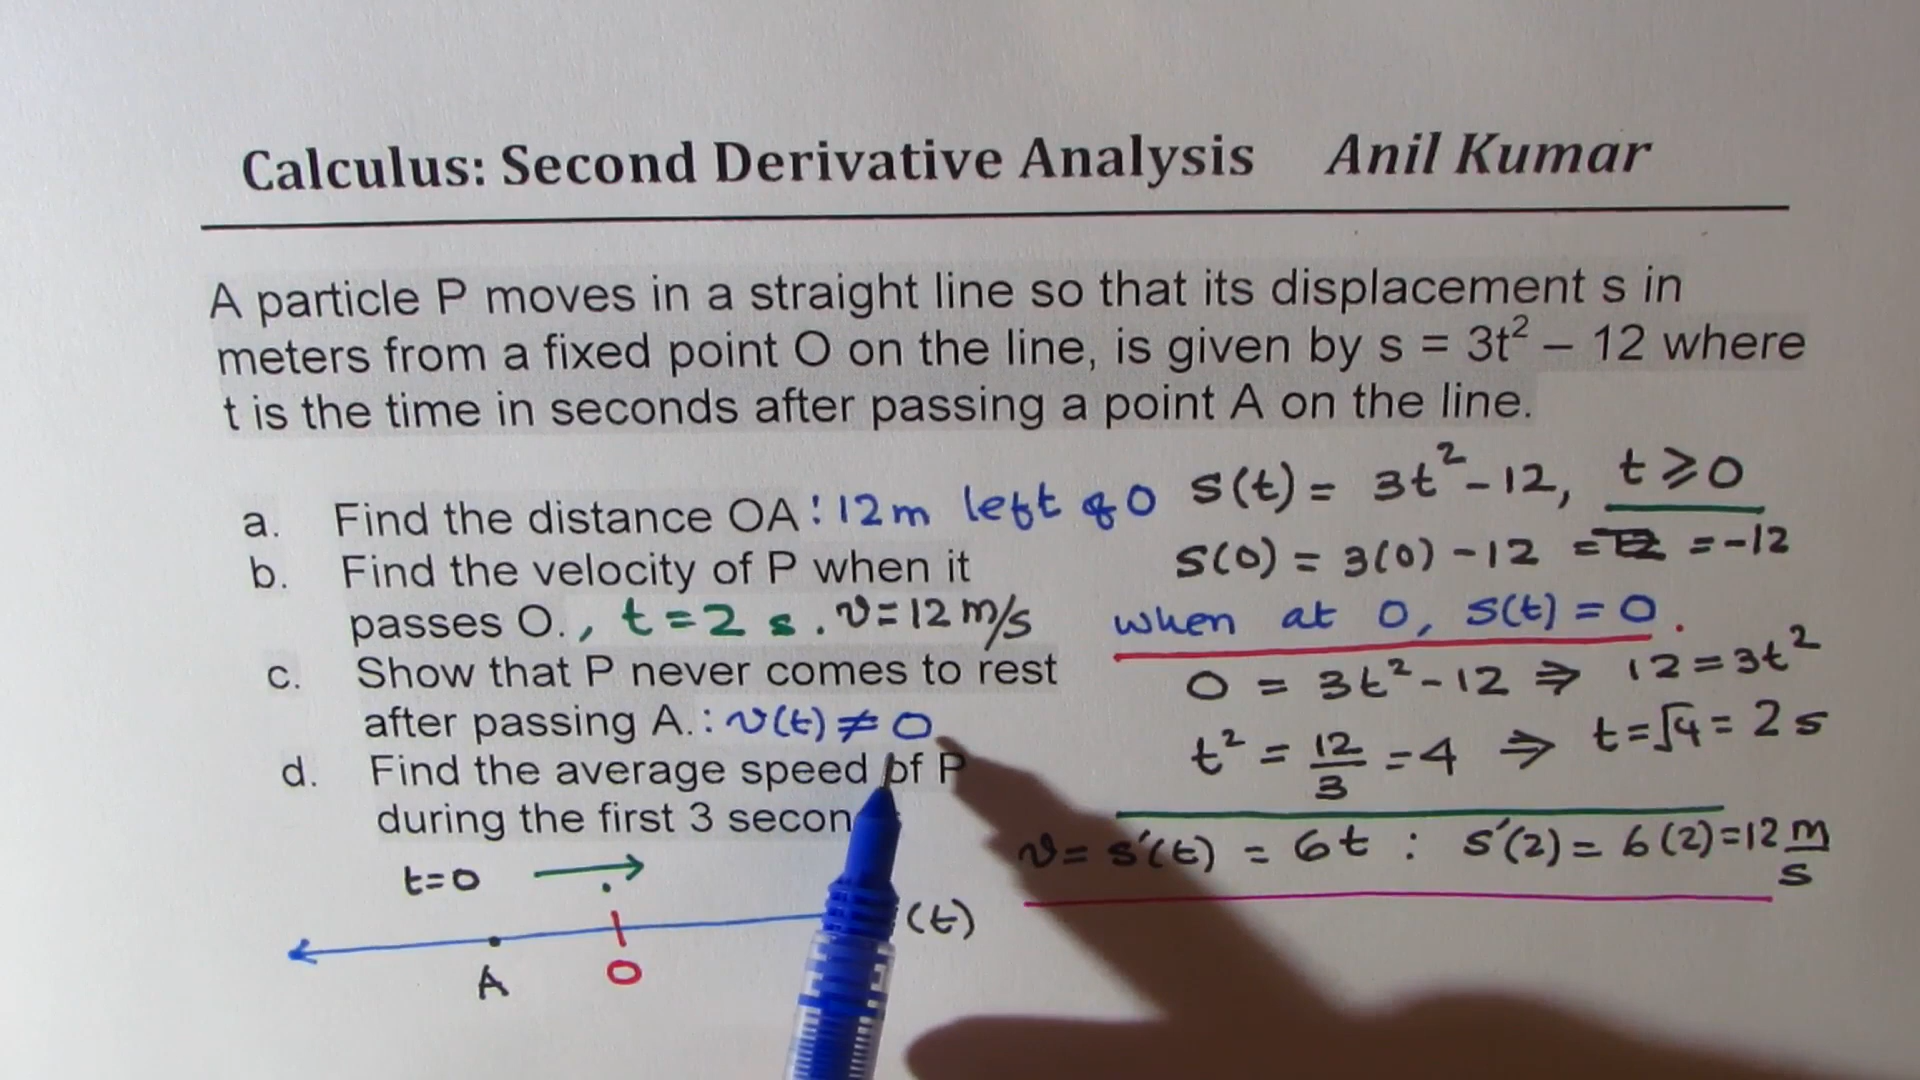 Calculus: Second Derivative Analysis Anil Kumar
A particle P moves in a straight line so that its displacement s in
meters from a fixed point O on the line, is given by s = 3t² – 12 where
t is the time in seconds after passing a point A on the line.
a. Find the distance OA : 12m left of O
b. Find the velocity of P when it
passes O. , t = 2 s . v = 12 m/s
c. Show that P never comes to rest
after passing A. : v(t) ≠ 0
d. Find the average speed of P
during the first 3
t=0
(t)
A
O
s(t) = 3t² - 12, t ≥ 0
s(0) = 3(0) - 12 = = -12
when at O, s(t) = 0 .
0 = 3t² - 12 ⇒ 12 = 3t²
t² = 12/3 = 4 ⇒ t = √4 = 2 s
v = s'(t) = 6t : s'(2) = 6(2) = 12 m/s